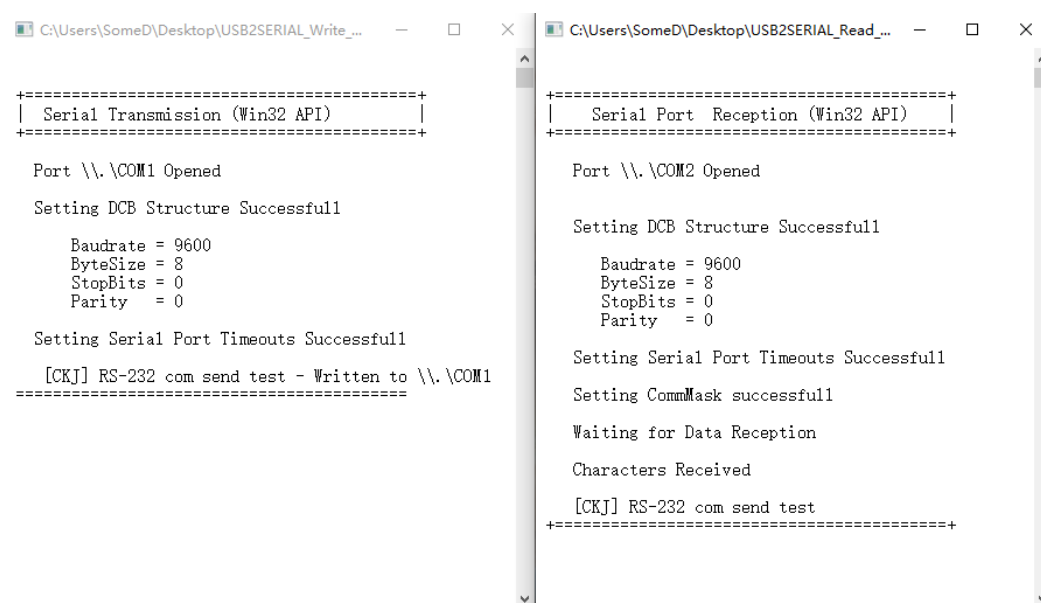 C:\Users\SomeD\Desktop\USB2SERIAL_Write_...
+==========================================+
| Serial Transmission (Win32 API) |
+==========================================+
Port \\.\COM1 Opened
Setting DCB Structure Successfull
Baudrate = 9600
ByteSize = 8
StopBits = 0
Parity = 0
Setting Serial Port Timeouts Successfull
[CKJ] RS-232 com send test - Written to \\.\COM1
==========================================
C:\Users\SomeD\Desktop\USB2SERIAL_Read_...
+==========================================+
| Serial Port Reception (Win32 API) |
+==========================================+
Port \\.\COM2 Opened
Setting DCB Structure Successfull
Baudrate = 9600
ByteSize = 8
StopBits = 0
Parity = 0
Setting Serial Port Timeouts Successfull
Setting CommMask successfull
Waiting for Data Reception
Characters Received
[CKJ] RS-232 com send test
+==========================================+